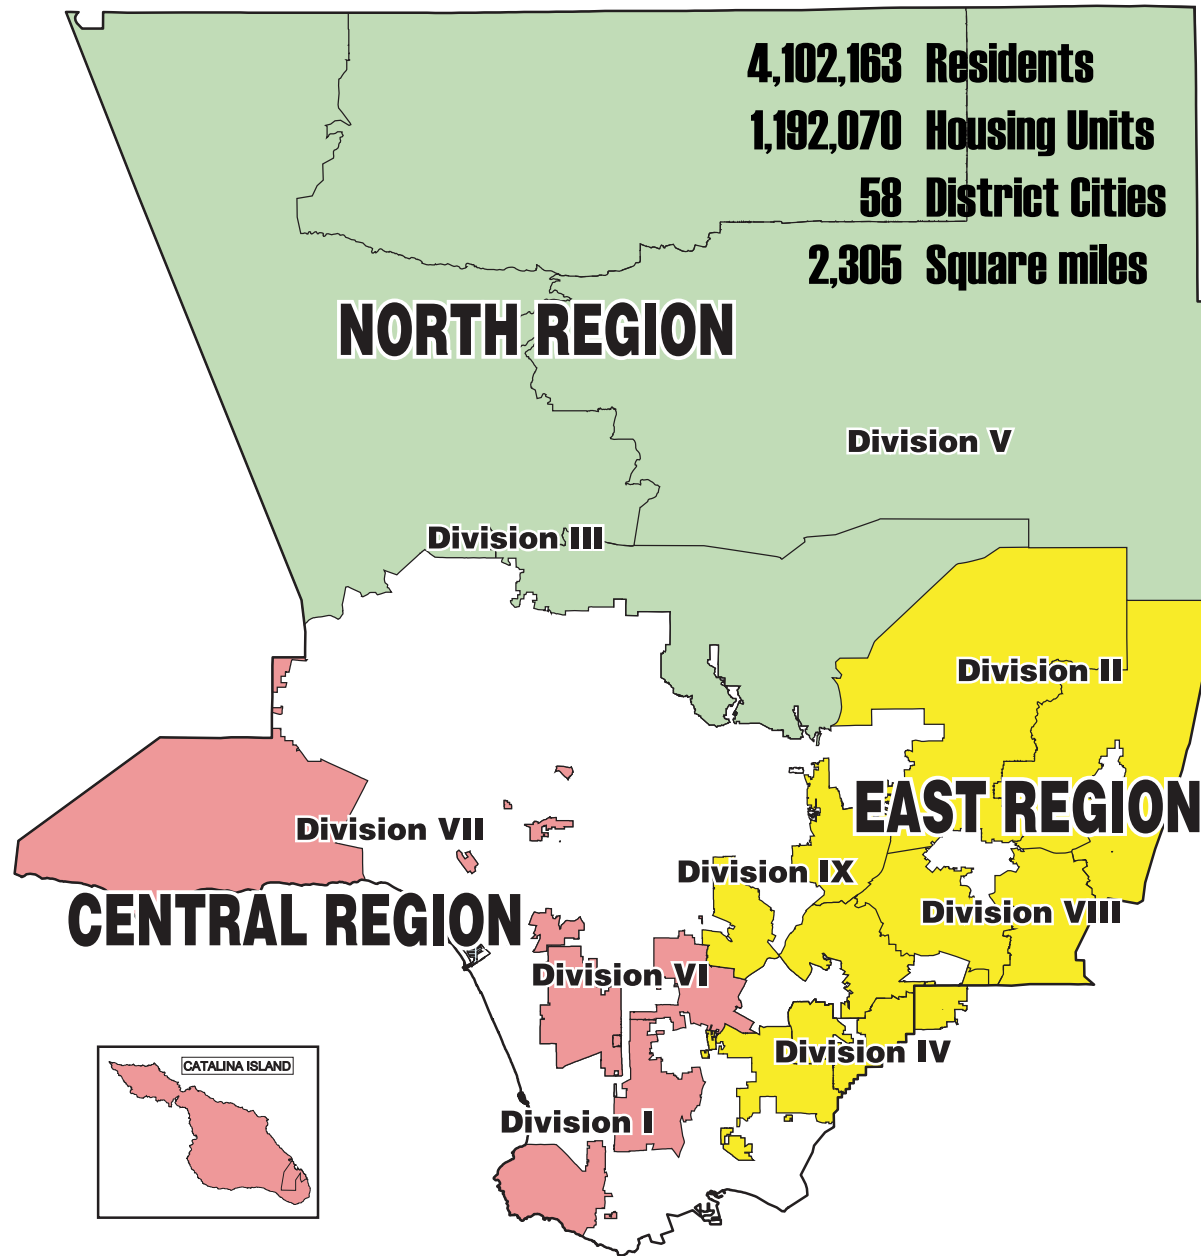 4,102,163 Residents
1,192,070 Housing Units
58 District Cities
2,305 Square miles
NORTH REGION
Division V
Division III
Division II
EAST REGION
Division VII
Division IX
CENTRAL REGION
Division VIII
Division VI
Division IV
CATALINA ISLAND
Division I